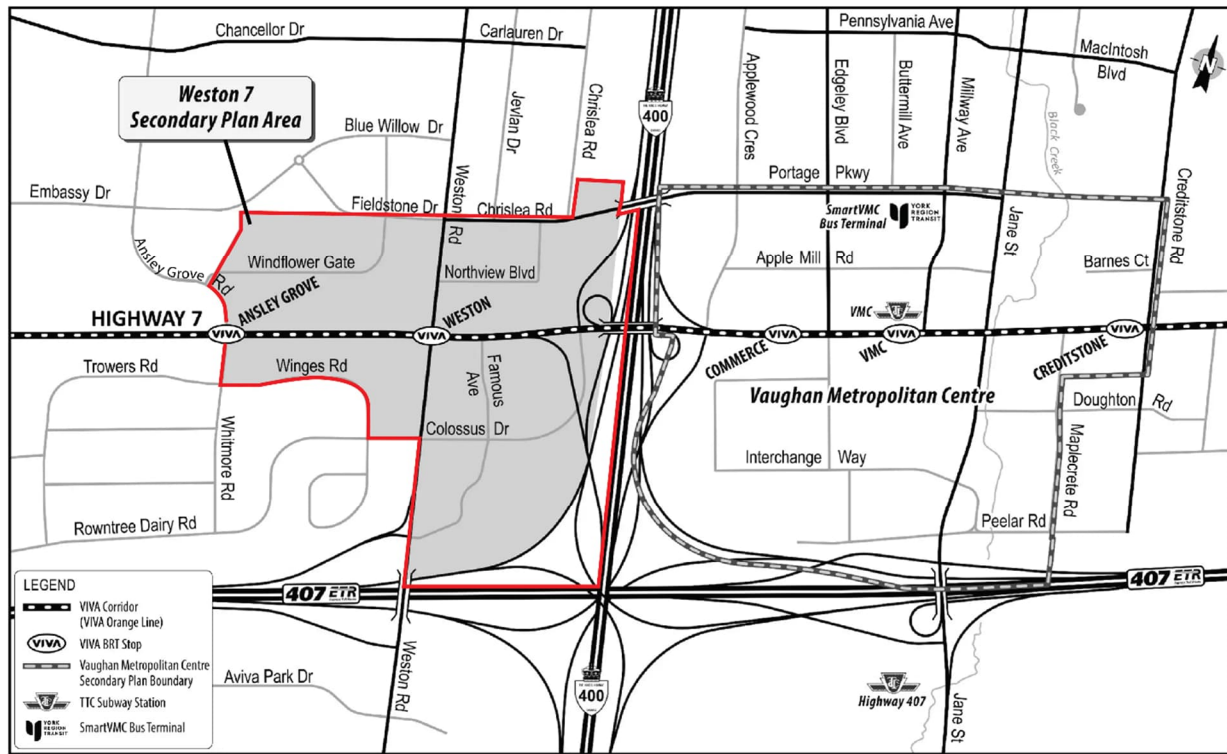 Chancellor Dr
Carlauren Dr
Pennsylvania Ave
MacIntosh
Blvd
N
Weston 7
Secondary Plan Area
Jevlan Dr
Chrislea Rd
400
Applewood Cres
Edgeley Blvd
Buttermill Ave
Millway Ave
Black Creek
Blue Willow Dr
Embassy Dr
Fieldstone Dr
Weston Rd
Chrislea Rd
Portage Pkwy
Jane St
Creditstone Rd
SmartVMC
Bus Terminal
YORK
REGION
TRANSIT
Ansley Grove Rd
Windflower Gate
Northview Blvd
Apple Mill Rd
Barnes Ct
ANSLEY GROVE
WESTON
VMC
HIGHWAY 7
VIVA
VIVA
VIVA
VIVA
VIVA
COMMERCE
VMC
CREDITSTONE
Trowers Rd
Winges Rd
Famous Ave
Vaughan Metropolitan Centre
Doughton Rd
Whitmore Rd
Colossus Dr
Interchange Way
Maplecrete Rd
Rowntree Dairy Rd
Peelar Rd
407 ETR
407 ETR
LEGEND
VIVA Corridor
(VIVA Orange Line)
VIVA
VIVA BRT Stop
Vaughan Metropolitan Centre
Secondary Plan Boundary
TTC Subway Station
YORK
REGION
TRANSIT
SmartVMC Bus Terminal
Aviva Park Dr
Weston Rd
400
Highway 407
Jane St